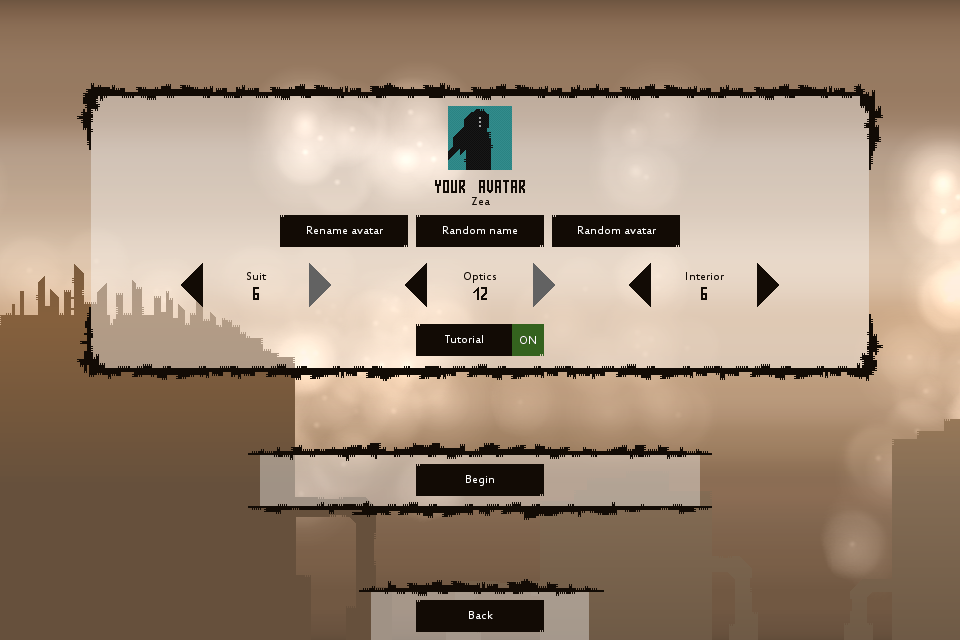 YOUR AVATAR
Zea
Rename avatar Random name Random avatar
Suit Optics Interior
6 12 6
Tutorial ON
Begin
Back